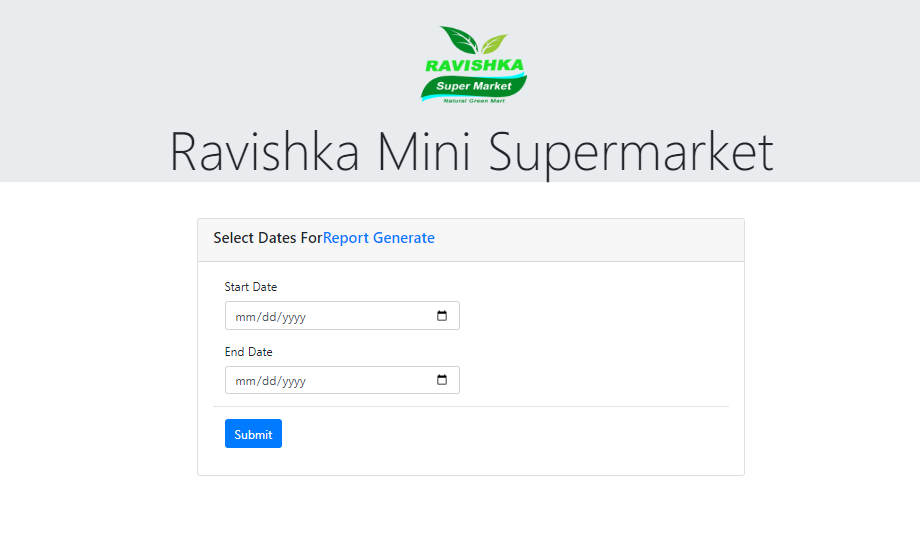 RAVISHKA
Super Market
Natural Green Mart
Ravishka Mini Supermarket
Select Dates ForReport Generate
Start Date
mm/dd/yyyy
End Date
mm/dd/yyyy
Submit